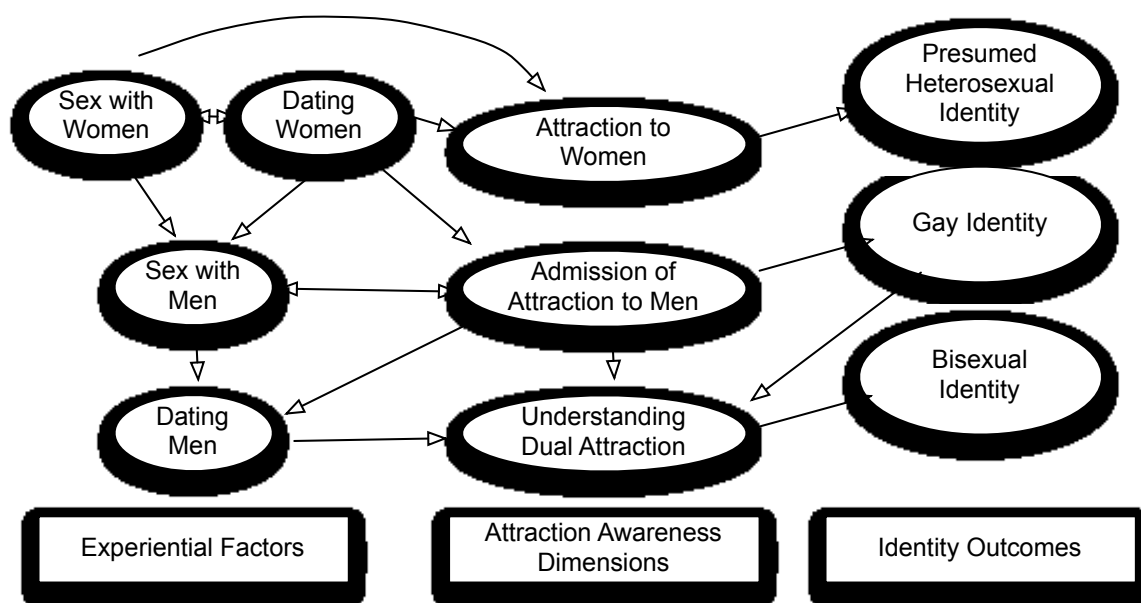 Sex with
Women
Dating
Women
Attraction to
Women
Presumed
Heterosexual
Identity
Sex with
Men
Admission of
Attraction to Men
Gay Identity
Dating
Men
Understanding
Dual Attraction
Bisexual
Identity
Experiential Factors
Attraction Awareness
Dimensions
Identity Outcomes